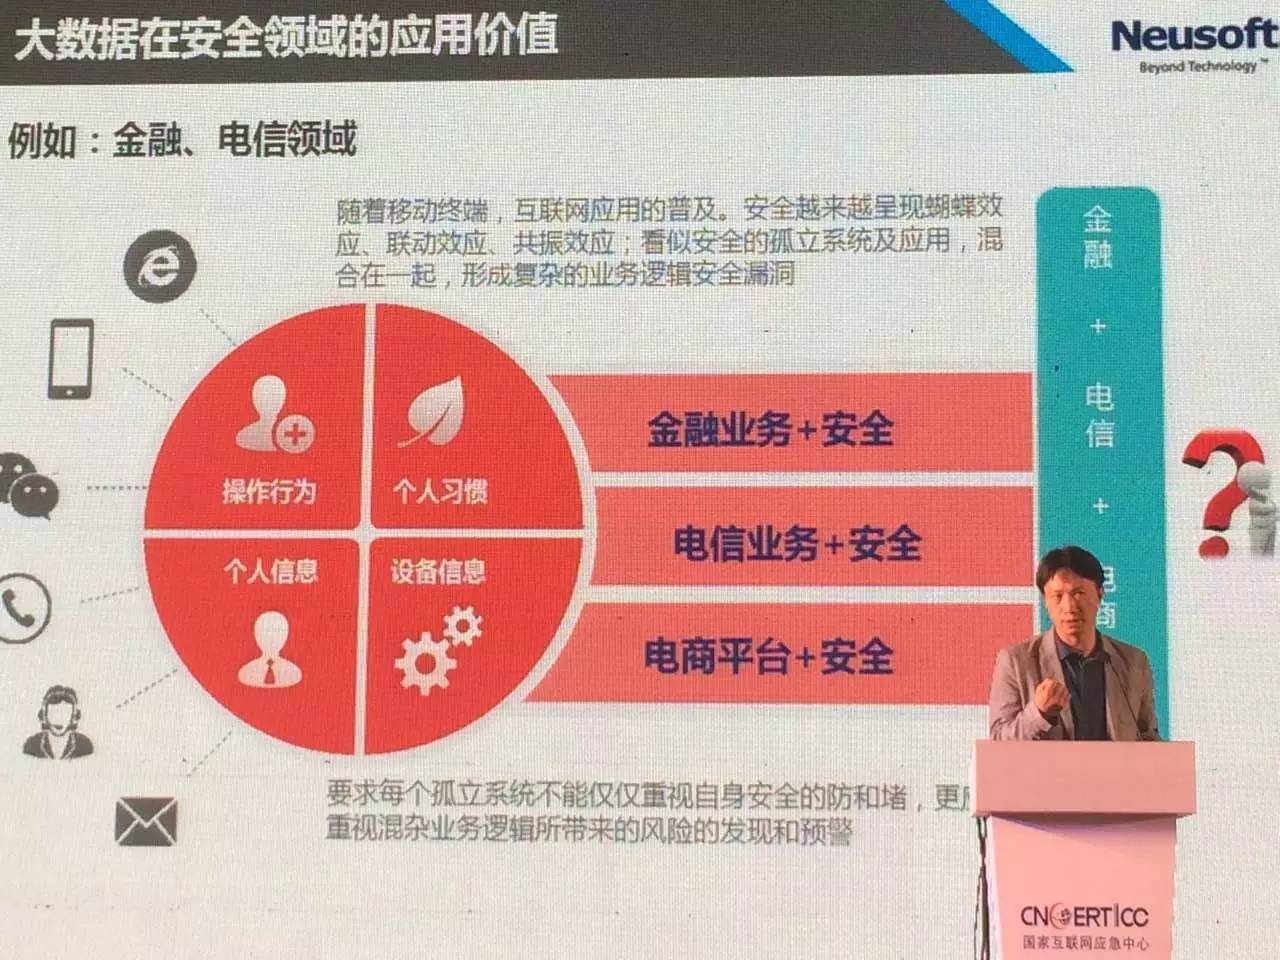 大数据在安全领域的应用价值
Neusoft
Beyond Technology™
例如：金融、电信领域
随着移动终端，互联网应用的普及。安全越来越呈现蝴蝶效
应、联动效应、共振效应；看似安全的孤立系统及应用，混
合在一起，形成复杂的业务逻辑安全漏洞
操作行为
个人习惯
个人信息
设备信息
金融业务+安全
电信业务+安全
电商平台+安全
金
融
+
电
信
+
电
商
要求每个孤立系统不能仅仅重视自身安全的防和堵，更
重视混杂业务逻辑所带来的风险的发现和预警
CNCERT|CC
国家互联网应急中心